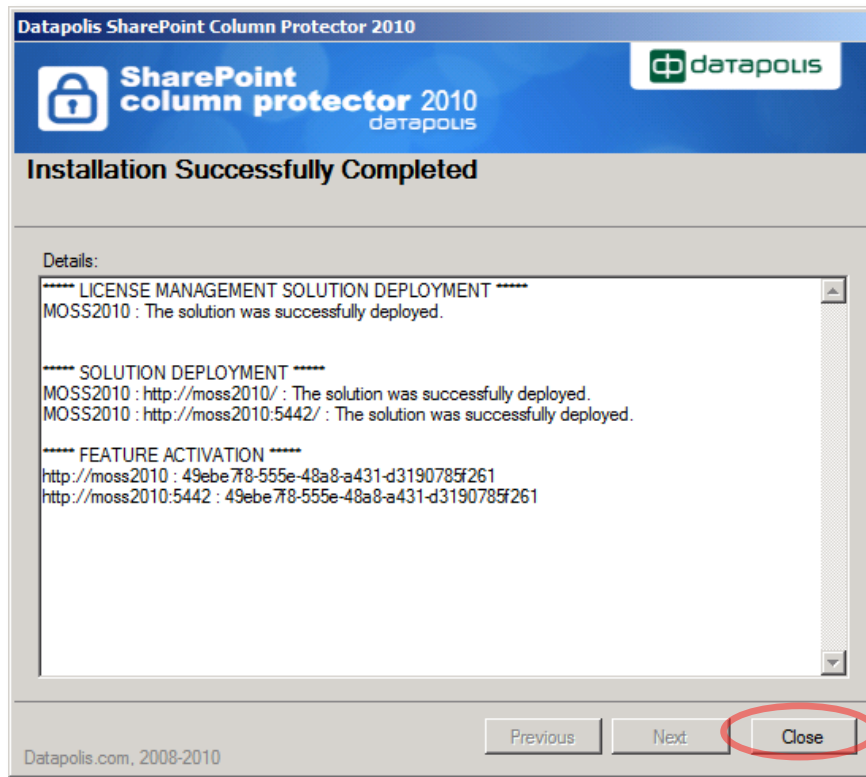 Datapolis SharePoint Column Protector 2010
SharePoint
column protector 2010
datapolis
datapolis
Installation Successfully Completed
Details:
***** LICENSE MANAGEMENT SOLUTION DEPLOYMENT *****
MOSS2010 : The solution was successfully deployed.
***** SOLUTION DEPLOYMENT *****
MOSS2010 : http://moss2010/ : The solution was successfully deployed.
MOSS2010 : http://moss2010:5442/ : The solution was successfully deployed.
***** FEATURE ACTIVATION *****
http://moss2010 : 49ebe7f8-555e-48a8-a431-d3190785f261
http://moss2010:5442 : 49ebe7f8-555e-48a8-a431-d3190785f261
Previous
Next
Close
Datapolis.com, 2008-2010